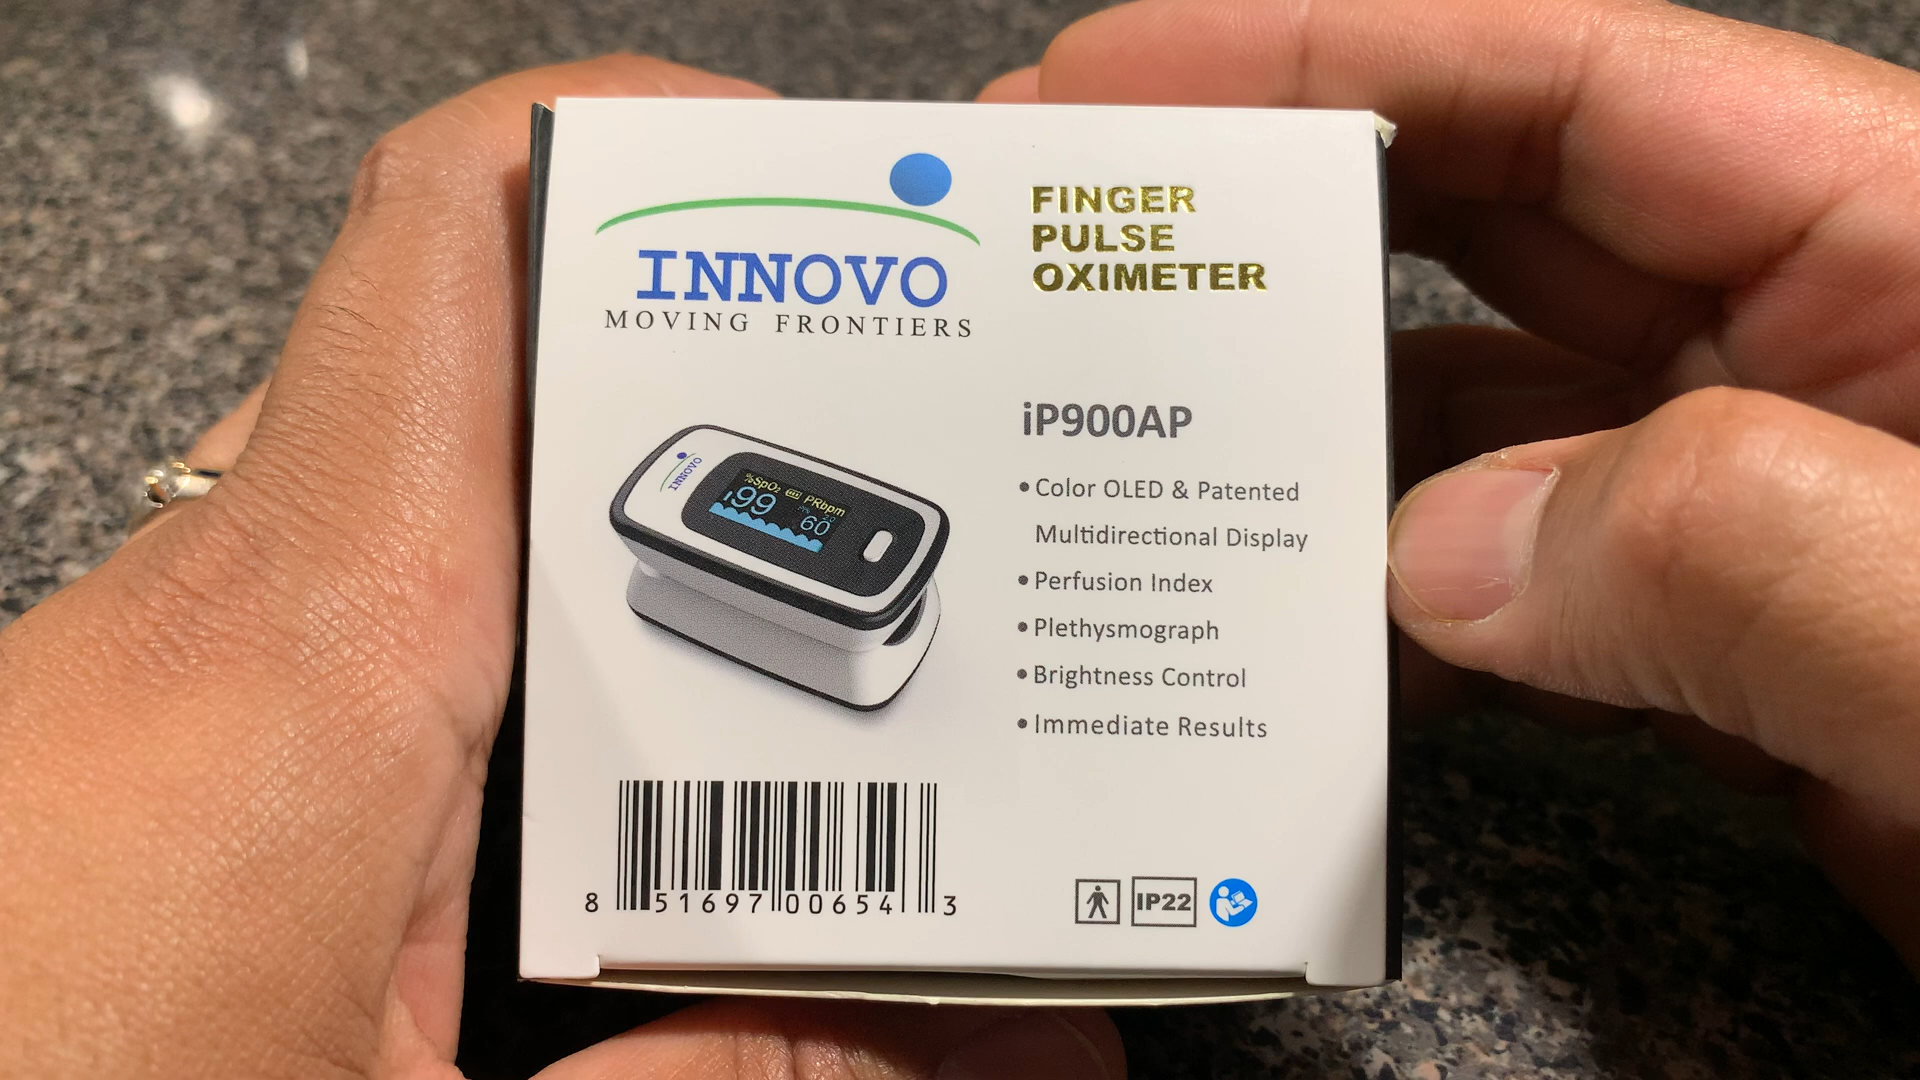 INNOVO
MOVING FRONTIERS
FINGER
PULSE
OXIMETER
iP900AP
• Color OLED & Patented
Multidirectional Display
• Perfusion Index
• Plethysmograph
• Brightness Control
• Immediate Results
INNOVO
%SpO₂ PRbpm
99 60
8 51697 00654 3
IP22